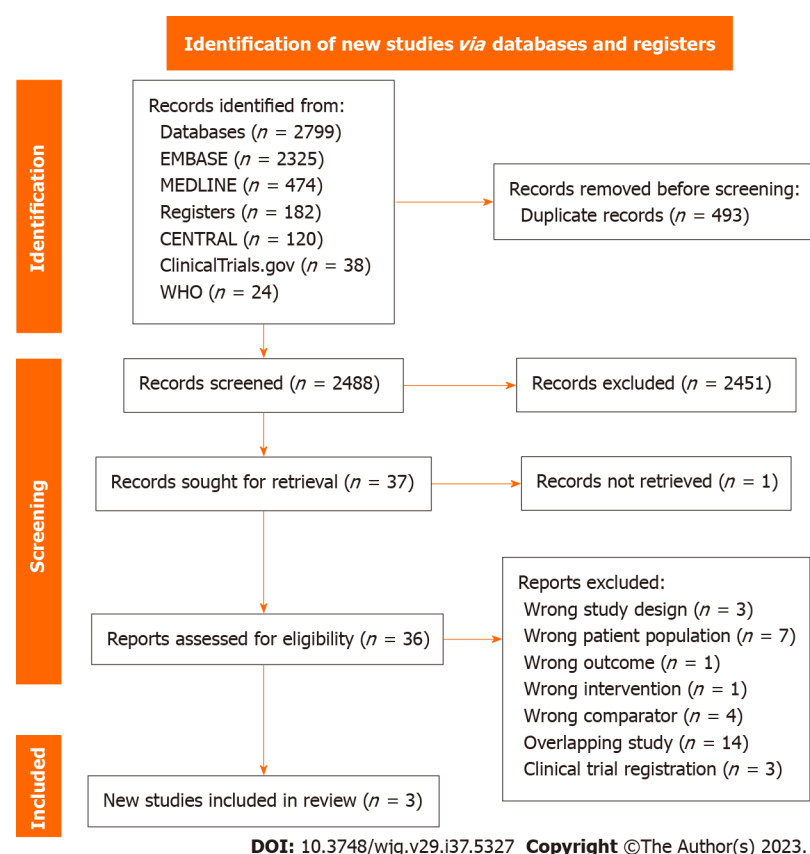 Identification of new studies via databases and registers
Identification
Records identified from:
Databases (n = 2799)
EMBASE (n = 2325)
MEDLINE (n = 474)
Registers (n = 182)
CENTRAL (n = 120)
ClinicalTrials.gov (n = 38)
WHO (n = 24)
Records removed before screening:
Duplicate records (n = 493)
Screening
Records screened (n = 2488)
Records excluded (n = 2451)
Records sought for retrieval (n = 37)
Records not retrieved (n = 1)
Reports assessed for eligibility (n = 36)
Reports excluded:
Wrong study design (n = 3)
Wrong patient population (n = 7)
Wrong outcome (n = 1)
Wrong intervention (n = 1)
Wrong comparator (n = 4)
Overlapping study (n = 14)
Clinical trial registration (n = 3)
Included
New studies included in review (n = 3)
DOI: 10.3748/wjg.v29.i37.5327 Copyright ©The Author(s) 2023.